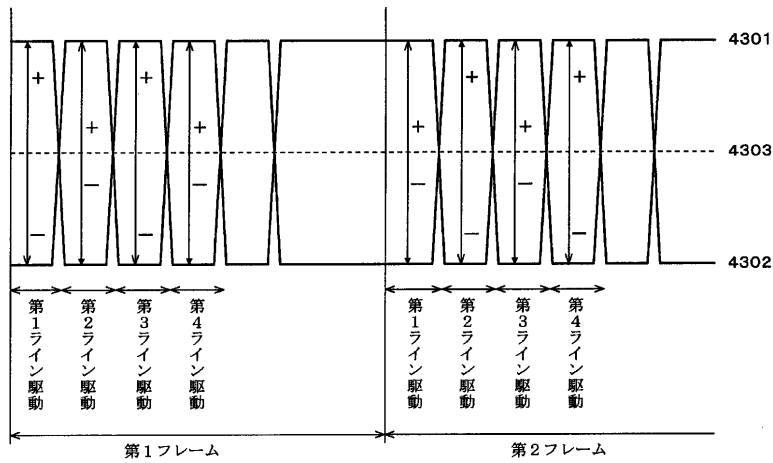 4301
+ + + +
+ + + +
4303
－ － － －
－ － － －
4302
第1ライン駆動
第2ライン駆動
第3ライン駆動
第4ライン駆動
第1ライン駆動
第2ライン駆動
第3ライン駆動
第4ライン駆動
第1フレーム
第2フレーム